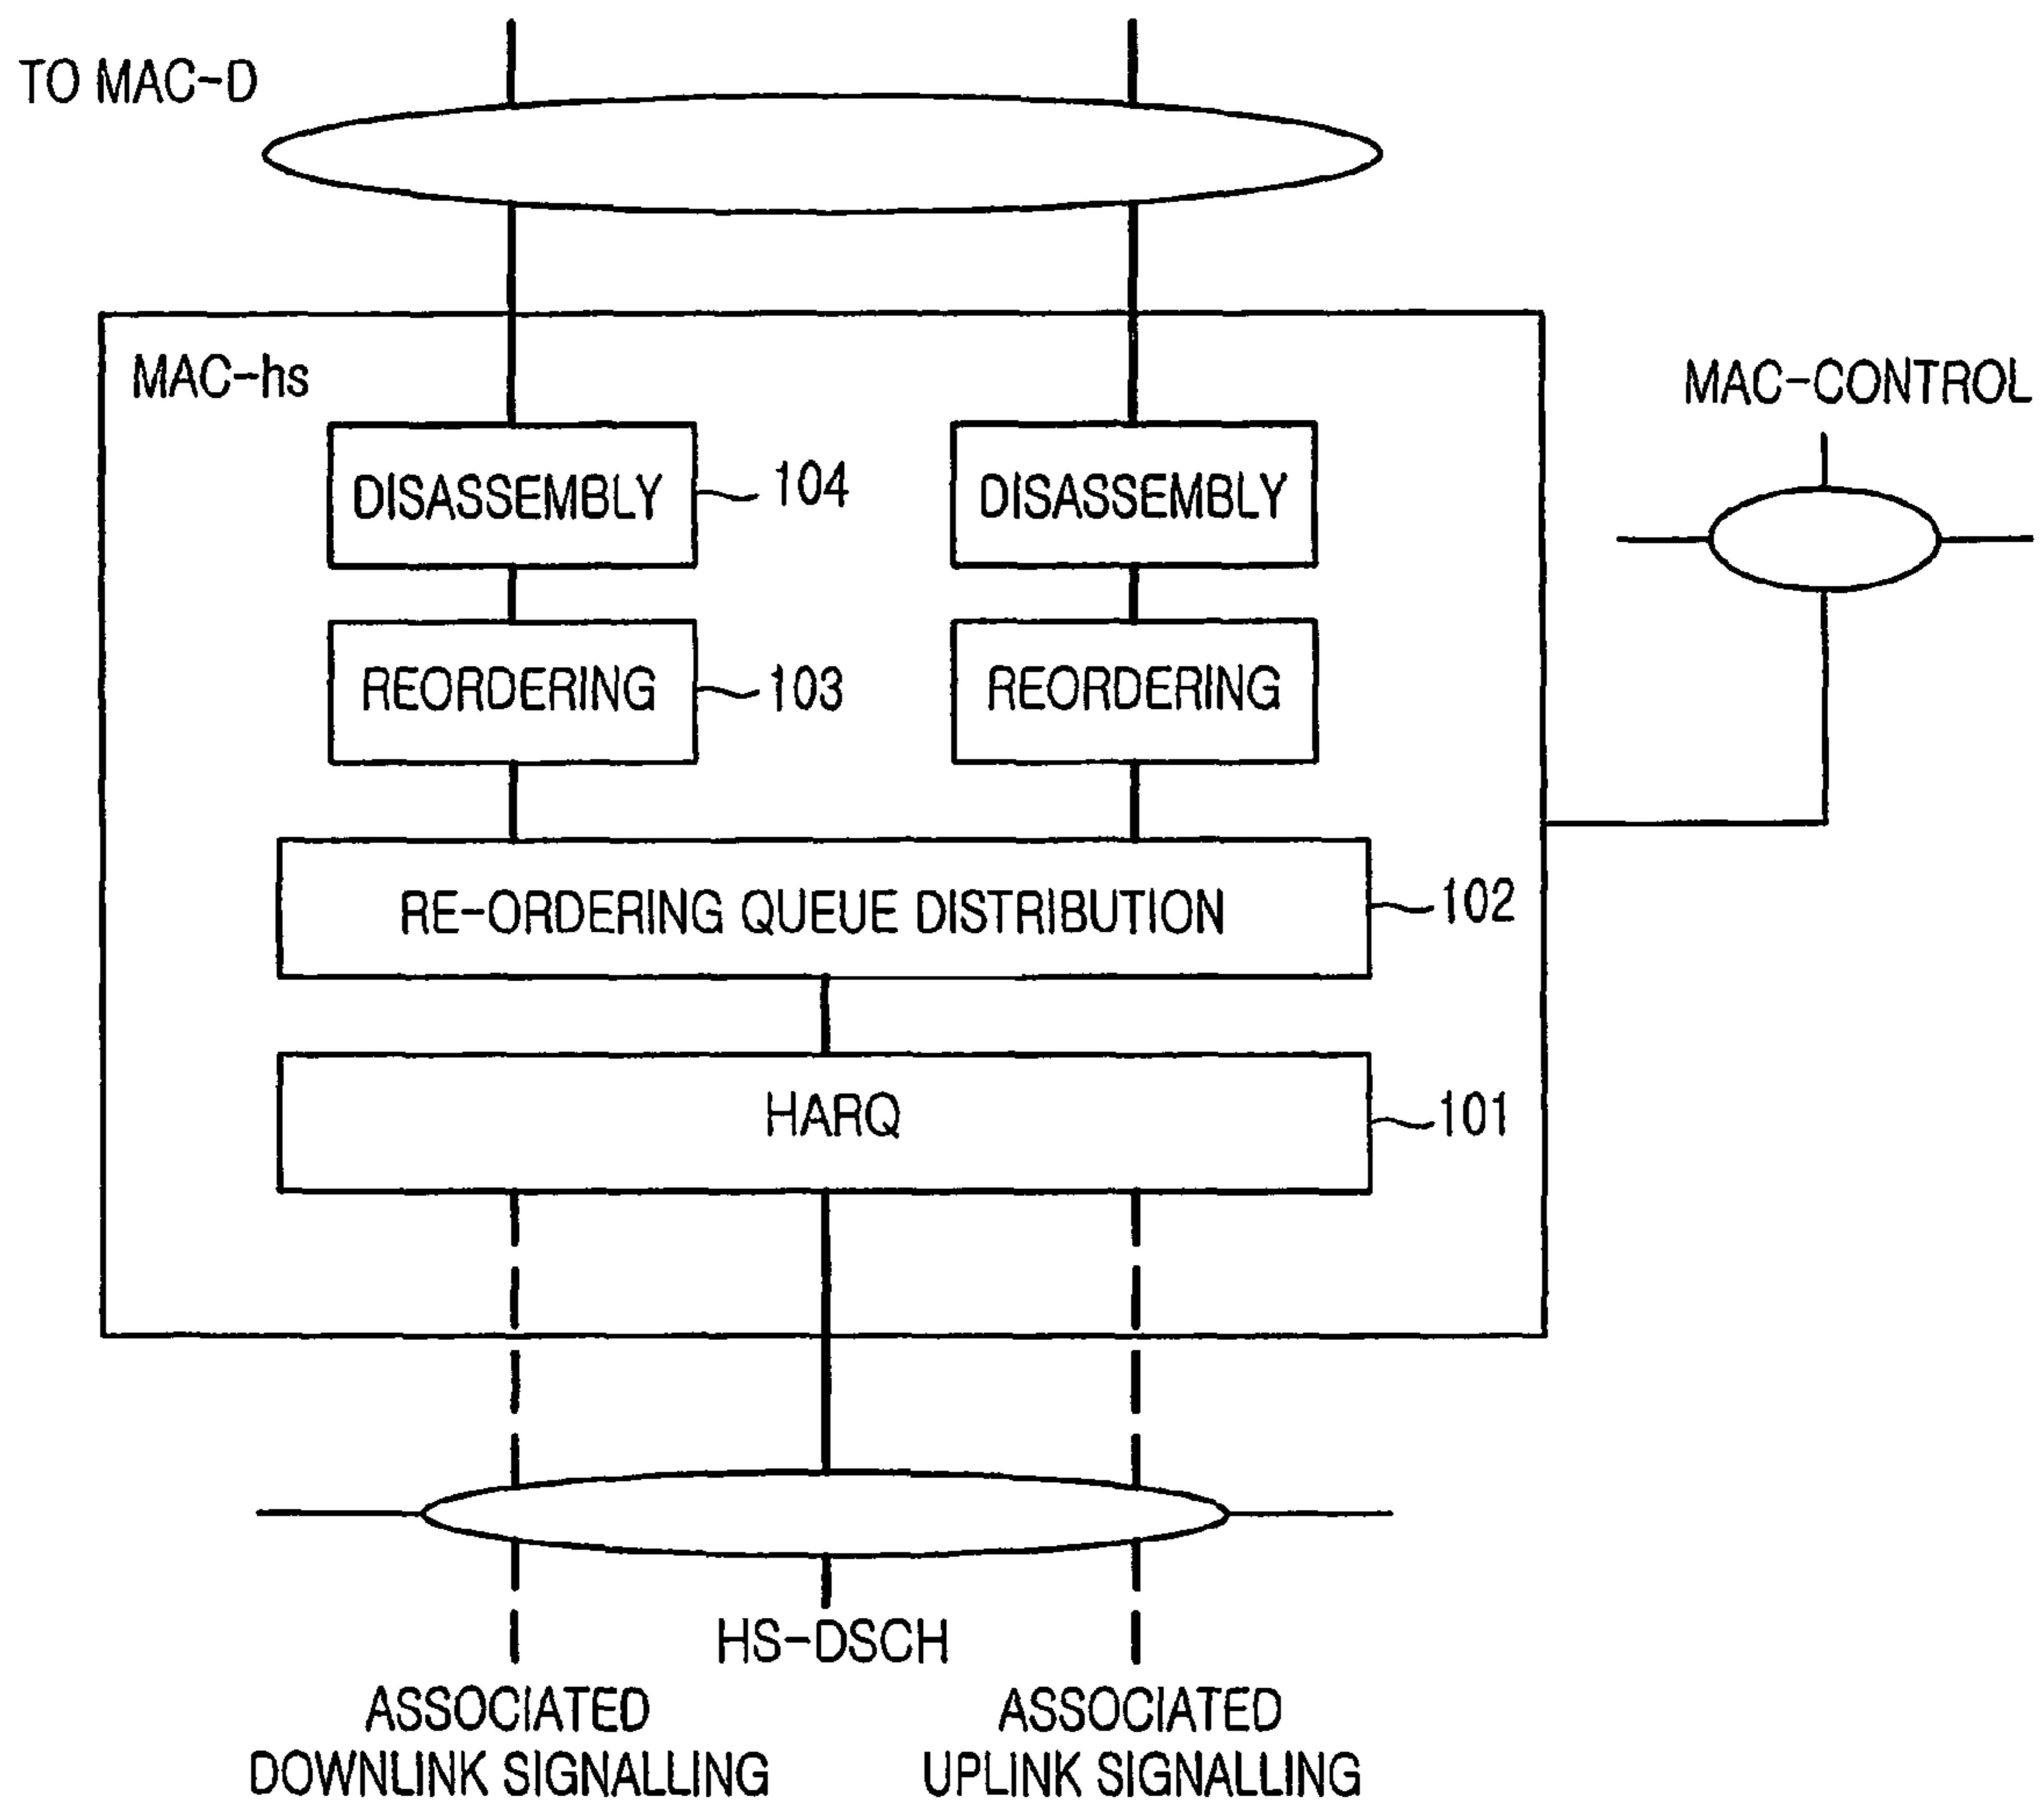 TO MAC-D
MAC-hs
MAC-CONTROL
DISASSEMBLY
104
DISASSEMBLY
REORDERING
103
REORDERING
RE-ORDERING QUEUE DISTRIBUTION
102
HARQ
101
HS-DSCH
ASSOCIATED
DOWNLINK SIGNALLING
ASSOCIATED
UPLINK SIGNALLING